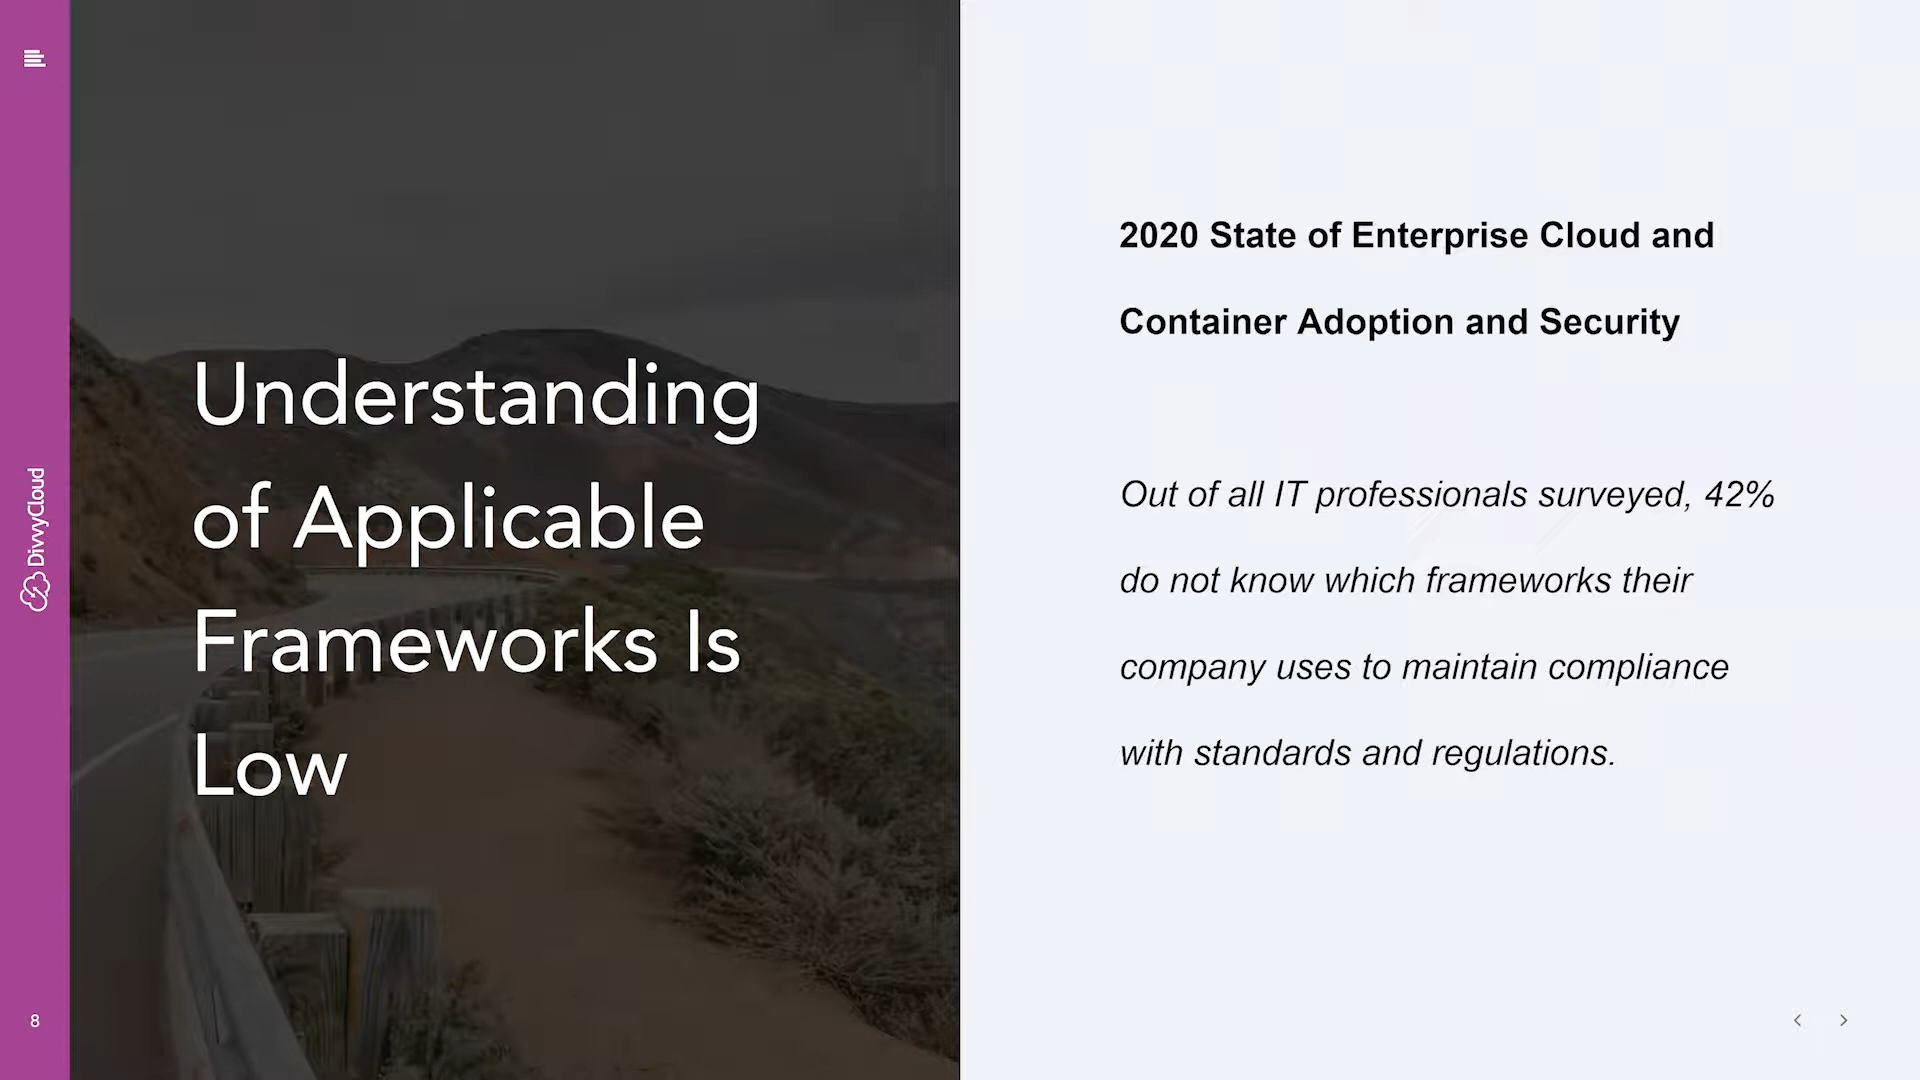 DivvyCloud
8
Understanding
of Applicable
Frameworks Is
Low
2020 State of Enterprise Cloud and
Container Adoption and Security
Out of all IT professionals surveyed, 42%
do not know which frameworks their
company uses to maintain compliance
with standards and regulations.